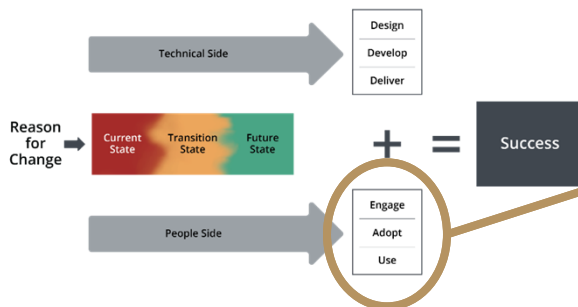 Technical Side
Design
Develop
Deliver
Reason
for
Change
Current
State
Transition
State
Future
State
+
=
Success
People Side
Engage
Adopt
Use